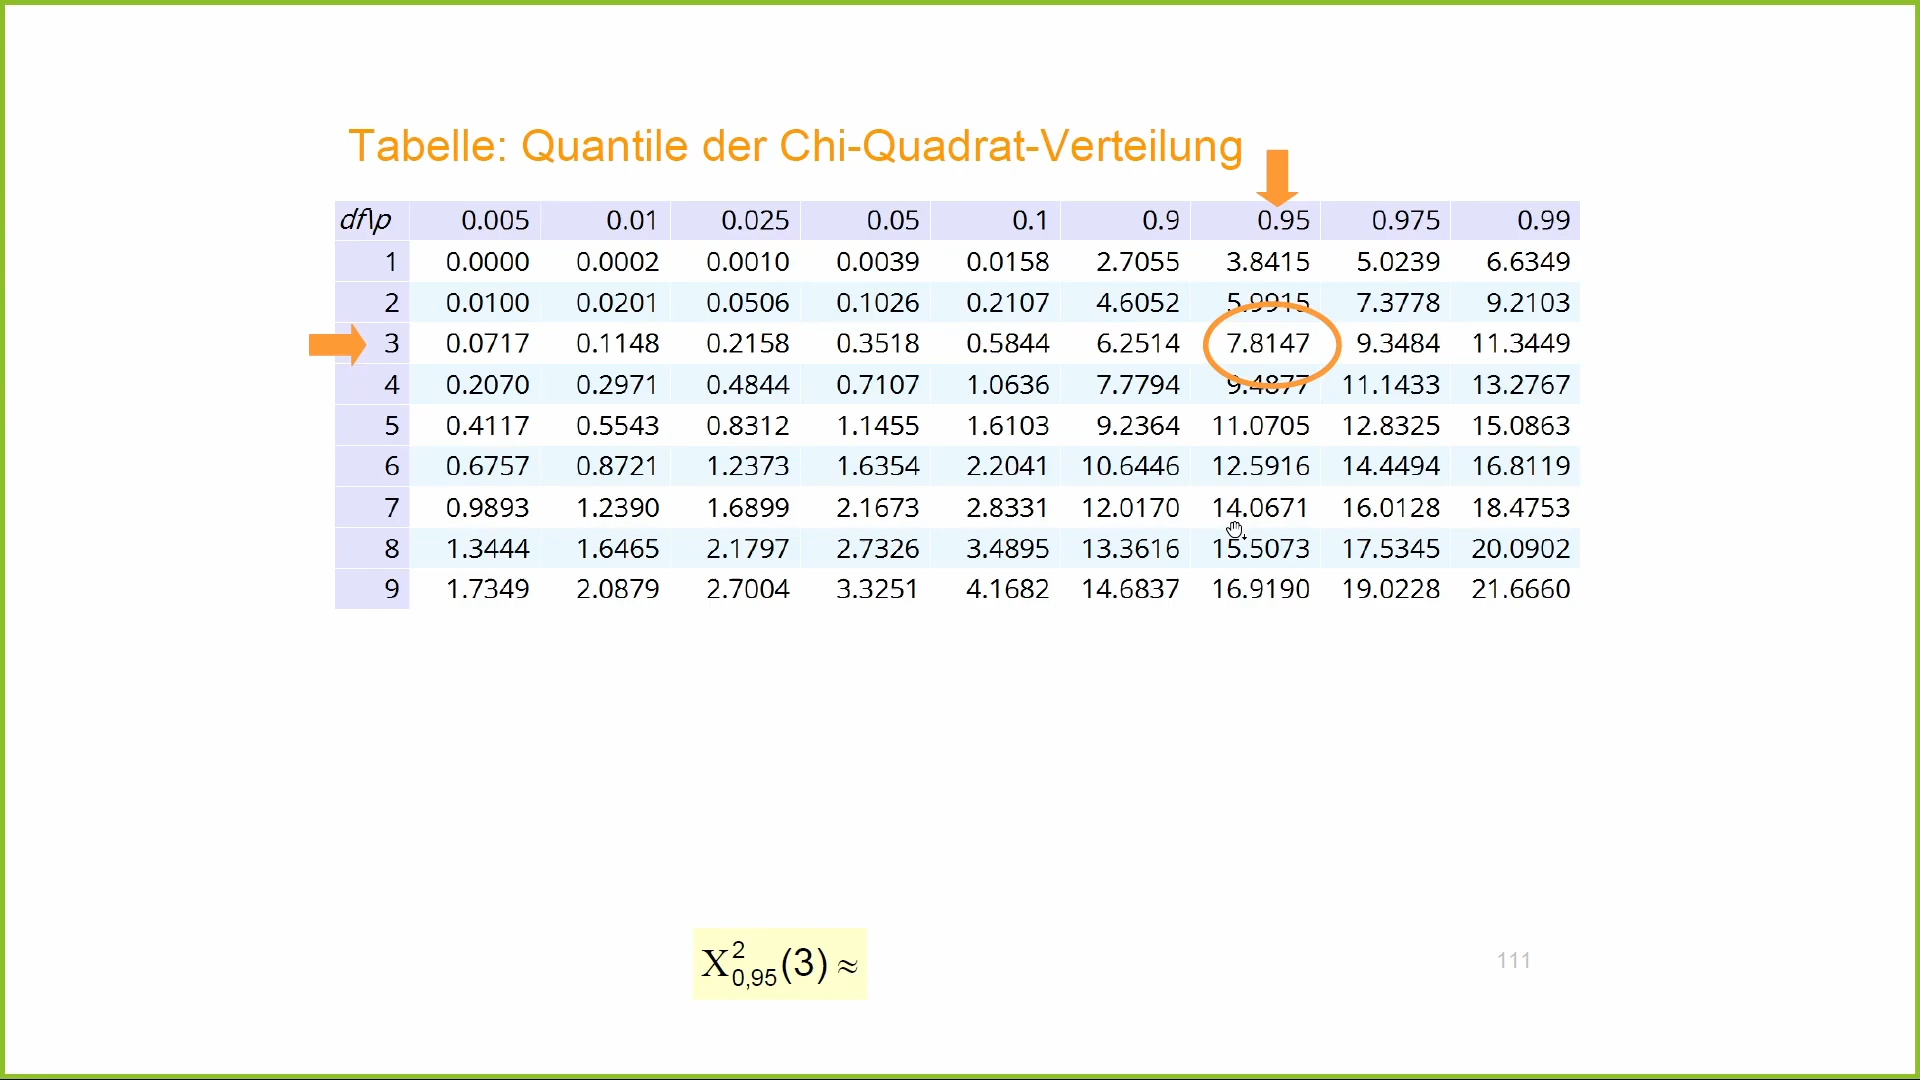 Tabelle: Quantile der Chi-Quadrat-Verteilung
df\p 0.005 0.01 0.025 0.05 0.1 0.9 0.95 0.975 0.99
1 0.0000 0.0002 0.0010 0.0039 0.0158 2.7055 3.8415 5.0239 6.6349
2 0.0100 0.0201 0.0506 0.1026 0.2107 4.6052 5.9915 7.3778 9.2103
3 0.0717 0.1148 0.2158 0.3518 0.5844 6.2514 7.8147 9.3484 11.3449
4 0.2070 0.2971 0.4844 0.7107 1.0636 7.7794 9.4877 11.1433 13.2767
5 0.4117 0.5543 0.8312 1.1455 1.6103 9.2364 11.0705 12.8325 15.0863
6 0.6757 0.8721 1.2373 1.6354 2.2041 10.6446 12.5916 14.4494 16.8119
7 0.9893 1.2390 1.6899 2.1673 2.8331 12.0170 14.0671 16.0128 18.4753
8 1.3444 1.6465 2.1797 2.7326 3.4895 13.3616 15.5073 17.5345 20.0902
9 1.7349 2.0879 2.7004 3.3251 4.1682 14.6837 16.9190 19.0228 21.6660
Χ²₀,₉₅(3) ≈
111